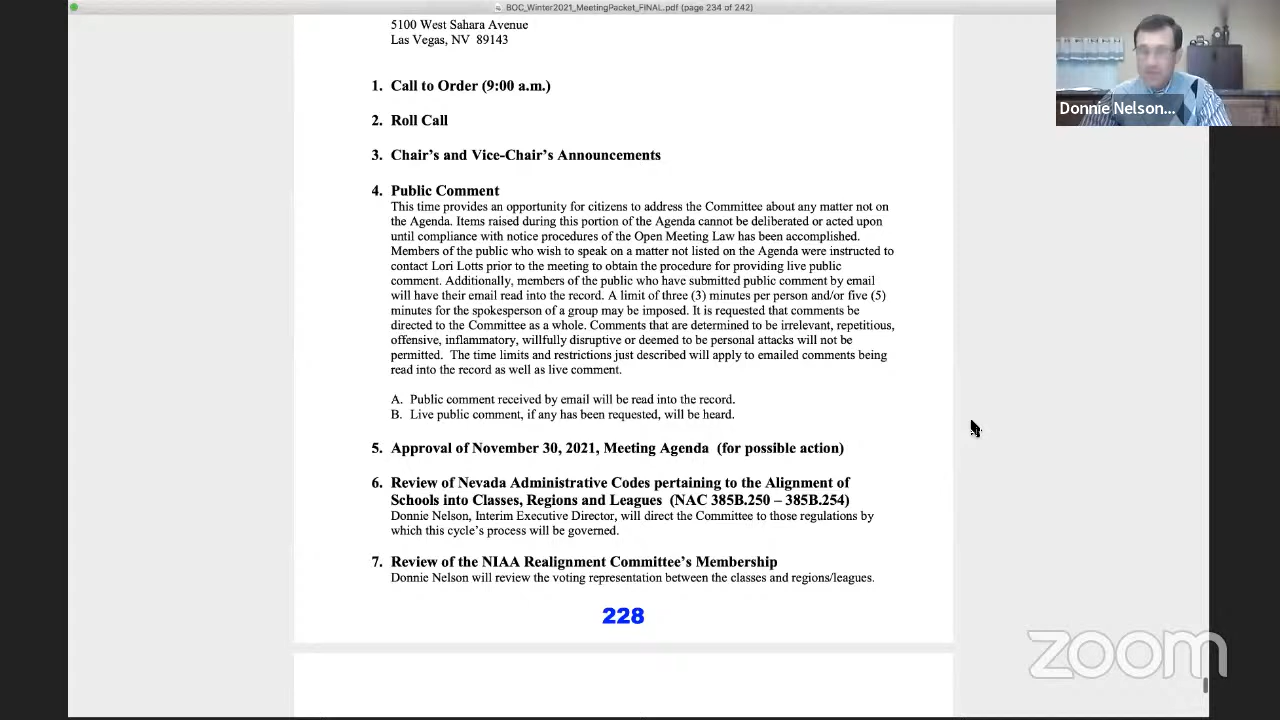 BOC_Winter2021_MeetingPacket_FINAL.pdf (page 234 of 242)
5100 West Sahara Avenue
Las Vegas, NV 89143
1. Call to Order (9:00 a.m.)
2. Roll Call
3. Chair's and Vice-Chair's Announcements
4. Public Comment
This time provides an opportunity for citizens to address the Committee about any matter not on
the Agenda. Items raised during this portion of the Agenda cannot be deliberated or acted upon
until compliance with notice procedures of the Open Meeting Law has been accomplished.
Members of the public who wish to speak on a matter not listed on the Agenda were instructed to
contact Lori Lotts prior to the meeting to obtain the procedure for providing live public
comment. Additionally, members of the public who have submitted public comment by email
will have their email read into the record. A limit of three (3) minutes per person and/or five (5)
minutes for the spokesperson of a group may be imposed. It is requested that comments be
directed to the Committee as a whole. Comments that are determined to be irrelevant, repetitious,
offensive, inflammatory, willfully disruptive or deemed to be personal attacks will not be
permitted. The time limits and restrictions just described will apply to emailed comments being
read into the record as well as live comment.
A. Public comment received by email will be read into the record.
B. Live public comment, if any has been requested, will be heard.
5. Approval of November 30, 2021, Meeting Agenda (for possible action)
6. Review of Nevada Administrative Codes pertaining to the Alignment of
Schools into Classes, Regions and Leagues (NAC 385B.250 – 385B.254)
Donnie Nelson, Interim Executive Director, will direct the Committee to those regulations by
which this cycle's process will be governed.
7. Review of the NIAA Realignment Committee's Membership
Donnie Nelson will review the voting representation between the classes and regions/leagues.
228
Donnie Nelson...
zoom